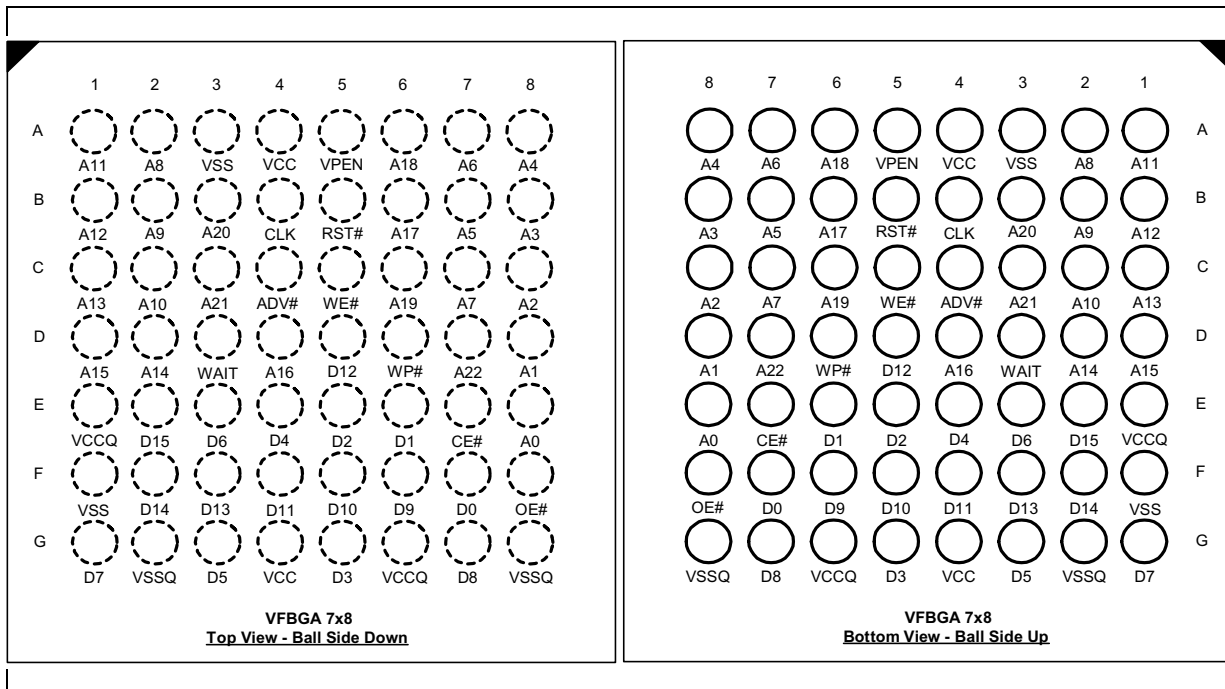 1 2 3 4 5 6 7 8
A
A11 A8 VSS VCC VPEN A18 A6 A4
B
A12 A9 A20 CLK RST# A17 A5 A3
C
A13 A10 A21 ADV# WE# A19 A7 A2
D
A15 A14 WAIT A16 D12 WP# A22 A1
E
VCCQ D15 D6 D4 D2 D1 CE# A0
F
VSS D14 D13 D11 D10 D9 D0 OE#
G
D7 VSSQ D5 VCC D3 VCCQ D8 VSSQ
VFBGA 7x8
Top View - Ball Side Down
8 7 6 5 4 3 2 1
A
A4 A6 A18 VPEN VCC VSS A8 A11
B
A3 A5 A17 RST# CLK A20 A9 A12
C
A2 A7 A19 WE# ADV# A21 A10 A13
D
A1 A22 WP# D12 A16 WAIT A14 A15
E
A0 CE# D1 D2 D4 D6 D15 VCCQ
F
OE# D0 D9 D10 D11 D13 D14 VSS
G
VSSQ D8 VCCQ D3 VCC D5 VSSQ D7
VFBGA 7x8
Bottom View - Ball Side Up